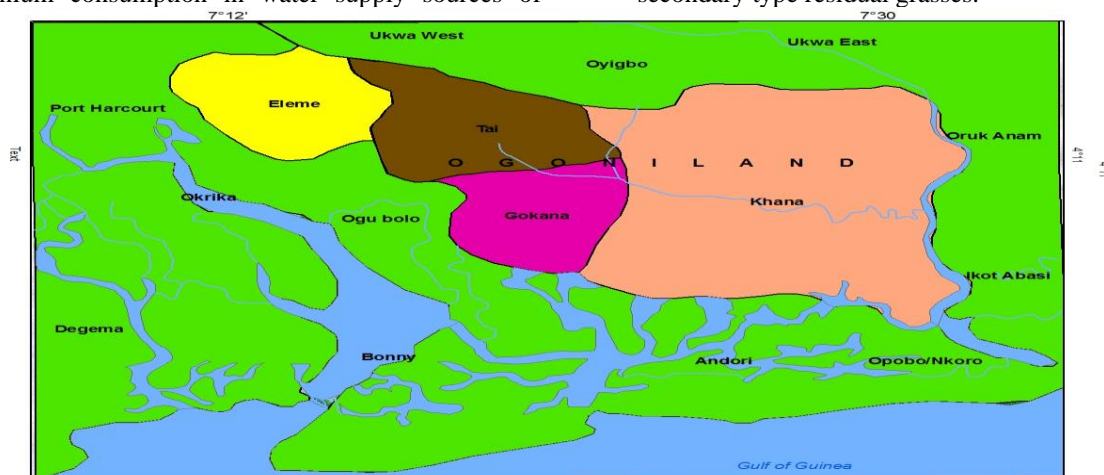 consumption in water supply sources of
secondary type residual grasses.
7°12'
7°30
Ukwa West
Ukwa East
Oyigbo
Eleme
Port Harcourt
Tai
Oruk Anam
Text
4°11
O G O N I L A N D
Okrika
Khana
Ogu bolo
Gokana
Ikot Abasi
Degema
Bonny
Andori
Opobo/Nkoro
Gulf of Guinea